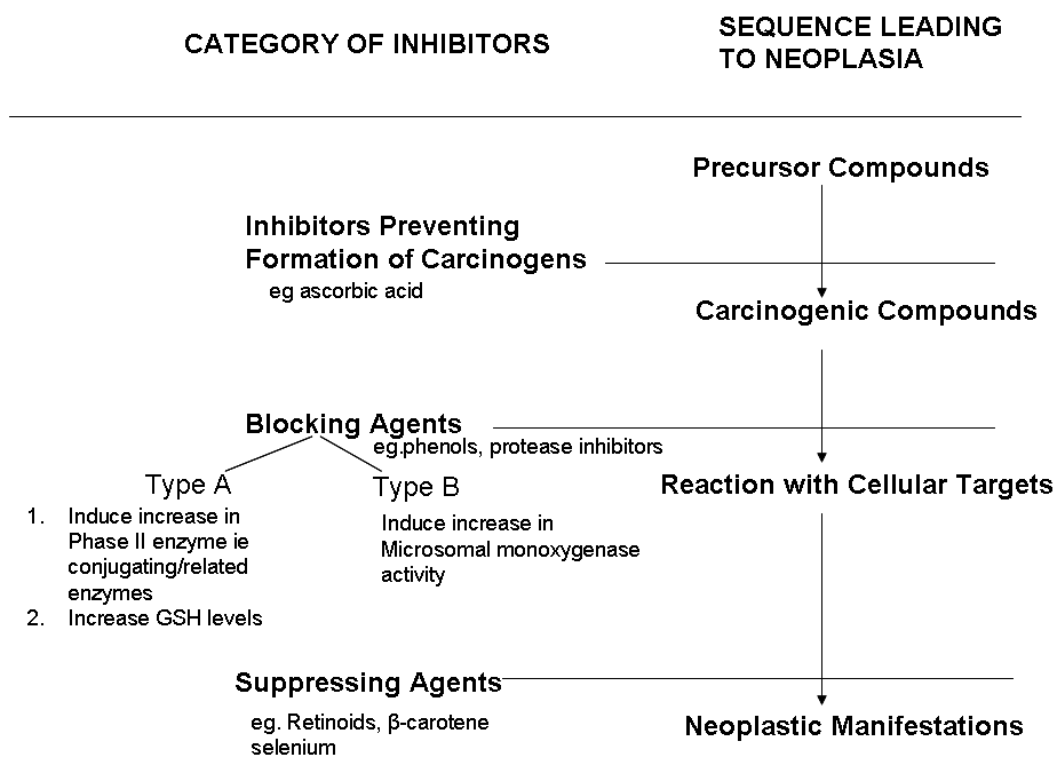 CATEGORY OF INHIBITORS
SEQUENCE LEADING
TO NEOPLASIA
Precursor Compounds
Inhibitors Preventing
Formation of Carcinogens
eg ascorbic acid
Carcinogenic Compounds
Blocking Agents
eg.phenols, protease inhibitors
Type A
Type B
Reaction with Cellular Targets
1. Induce increase in
Phase II enzyme ie
conjugating/related
enzymes
2. Increase GSH levels
Induce increase in
Microsomal monoxygenase
activity
Suppressing Agents
eg. Retinoids, β-carotene
selenium
Neoplastic Manifestations